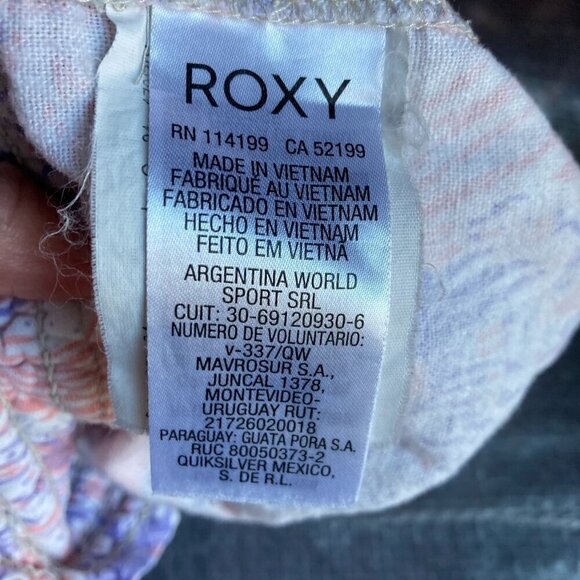 ROXY
RN 114199 CA 52199
MADE IN VIETNAM
FABRIQUÉ AU VIETNAM
FABRICADO EN VIETNAM
HECHO EN VIETNAM
FEITO EM VIETNÃ
ARGENTINA WORLD
SPORT SRL
CUIT: 30-69120930-6
NUMERO DE VOLUNTARIO:
V-337/QW
MAVROSUR S.A.,
JUNCAL 1378,
MONTEVIDEO-
URUGUAY RUT:
21726020018
PARAGUAY: GUATA PORA S.A.
RUC 80050373-2
QUIKSILVER MEXICO,
S. DE R.L.